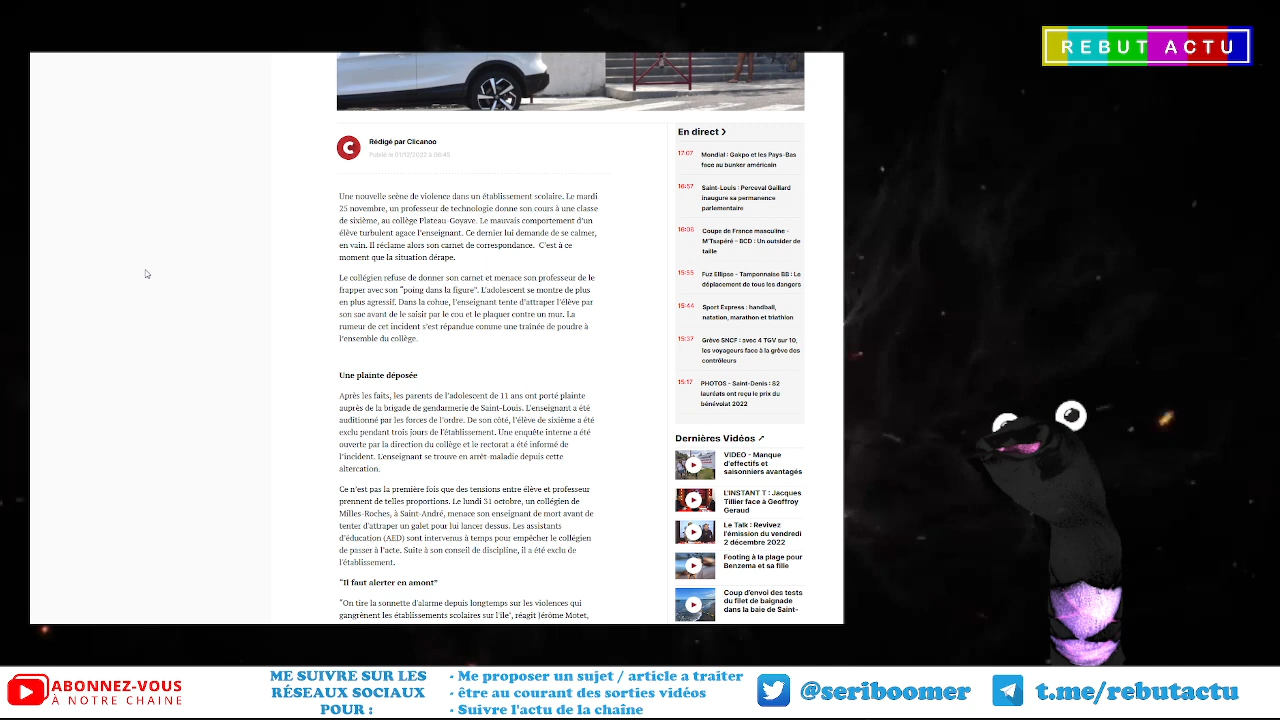 REBUT ACTU
Rédigé par Clicanoo
Publié le 01/12/2022 à 06:45
Une nouvelle scène de violence dans un établissement scolaire. Le mardi
25 novembre, un professeur de technologie donne son cours à une classe
de sixième, au collège Plateau-Goyave. Le mauvais comportement d'un
élève turbulent agace l'enseignant. Ce dernier lui demande de se calmer,
en vain. Il réclame alors son carnet de correspondance. C'est à ce
moment que la situation dérape.
Le collégien refuse de donner son carnet et menace son professeur de le
frapper avec son "poing dans la figure". L'adolescent se montre de plus
en plus agressif. Dans la cohue, l'enseignant tente d'attraper l'élève par
son sac avant de le saisir par le cou et le plaquer contre un mur. La
rumeur de cet incident s'est répandue comme une traînée de poudre à
l'ensemble du collège.
Une plainte déposée
Après les faits, les parents de l'adolescent de 11 ans ont porté plainte
auprès de la brigade de gendarmerie de Saint-Louis. L'enseignant a été
auditionné par les forces de l'ordre. De son côté, l'élève de sixième a été
exclu pendant trois jours de l'établissement. Une enquête interne a été
ouverte par la direction du collège et le rectorat a été informé de
l'incident. L'enseignant se trouve en arrêt-maladie depuis cette
altercation.
Ce n'est pas la première fois que des tensions entre élève et professeur
prennent de telles proportions. Le lundi 31 octobre, un collégien de
Milles-Roches, à Saint-André, menace son enseignant de mort avant de
tenter d'attraper un galet pour lui lancer dessus. Les assistants
d'éducation (AED) sont intervenus à temps pour empêcher le collégien
de passer à l'acte. Suite à son conseil de discipline, il a été exclu de
l'établissement.
"Il faut alerter en amont"
"On tire la sonnette d'alarme depuis longtemps sur les violences qui
gangrènent les établissements scolaires sur l'île", réagit Jérôme Motet,
En direct
17:07 Mondial : Gakpo et les Pays-Bas
face au bunker américain
16:57 Saint-Louis : Perceval Gaillard
inaugure sa permanence
parlementaire
16:08 Coupe de France masculine -
M'Tsapéré – BCD : Un outsider de
taille
15:55 Fuz Ellipse - Tamponnaise BB : Le
déplacement de tous les dangers
15:44 Sport Express : handball,
natation, marathon et triathlon
15:37 Grève SNCF : avec 4 TGV sur 10,
les voyageurs face à la grève des
contrôleurs
15:17 PHOTOS - Saint-Denis : 82
lauréats ont reçu le prix du
bénévolat 2022
Dernières Vidéos
VIDEO - Manque
d'effectifs et
saisonniers avantagés
L'INSTANT T : Jacques
Tillier face à Geoffroy
Geraud
Le Talk : Revivez
l'émission du vendredi
2 décembre 2022
Footing à la plage pour
Benzema et sa fille
Coup d'envoi des tests
du filet de baignade
dans la baie de Saint-
ABONNEZ-VOUS
À NOTRE CHAINE
ME SUIVRE SUR LES
RÉSEAUX SOCIAUX
POUR :
- Me proposer un sujet / article a traiter
- être au courant des sorties vidéos
- Suivre l'actu de la chaîne
@seriboomer
t.me/rebutactu